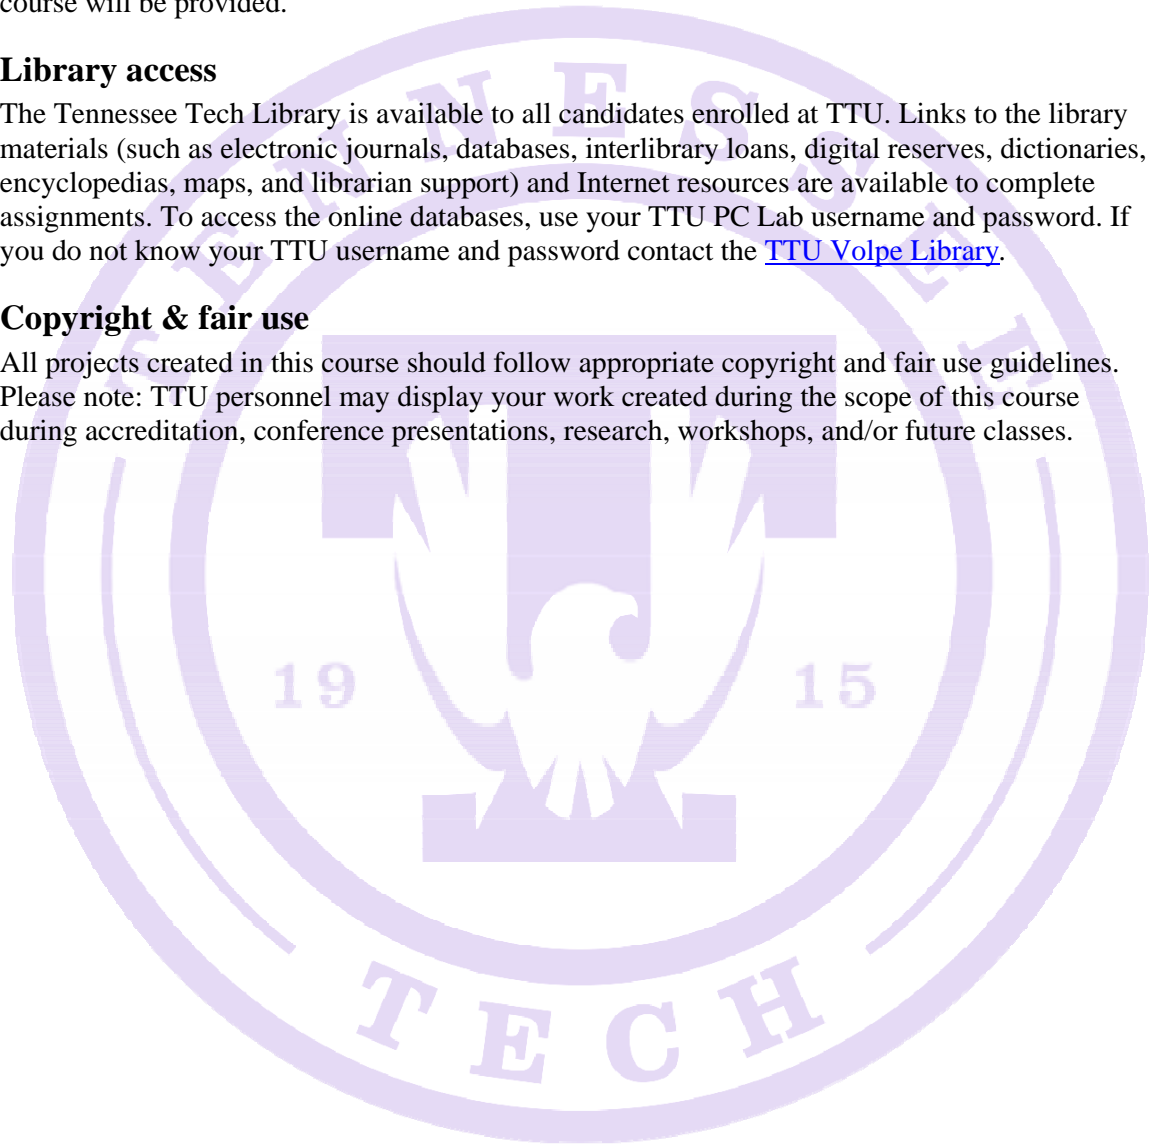 course will be provided.
Library access
The Tennessee Tech Library is available to all candidates enrolled at TTU. Links to the library
materials (such as electronic journals, databases, interlibrary loans, digital reserves, dictionaries,
encyclopedias, maps, and librarian support) and Internet resources are available to complete
assignments. To access the online databases, use your TTU PC Lab username and password. If
you do not know your TTU username and password contact the TTU Volpe Library.
Copyright & fair use
All projects created in this course should follow appropriate copyright and fair use guidelines.
Please note: TTU personnel may display your work created during the scope of this course
during accreditation, conference presentations, research, workshops, and/or future classes.
TENNESSEE
19 15
TECH